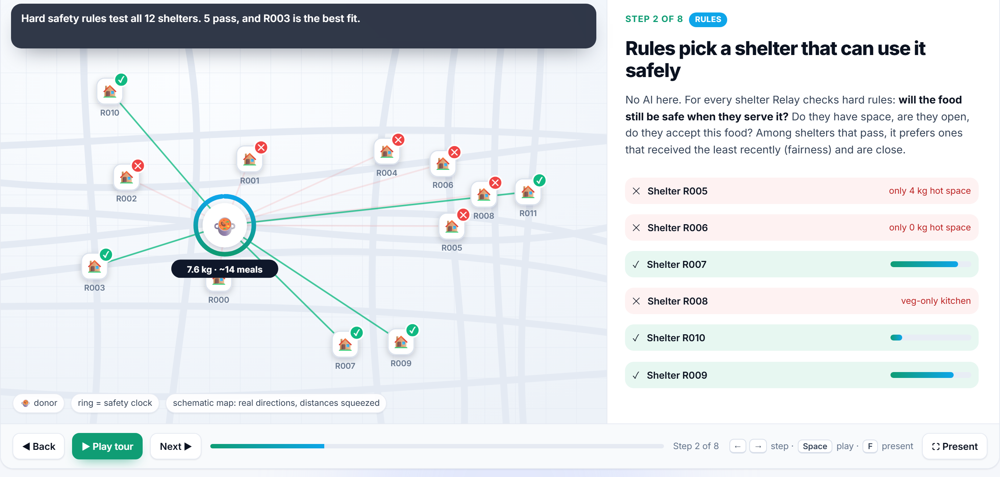 Hard safety rules test all 12 shelters. 5 pass, and R003 is the best fit.
R010
R001
R002
R004
R006
R008
R011
R005
R003
7.6 kg · ~14 meals
R000
R007
R009
donor
ring = safety clock
schematic map: real directions, distances squeezed
STEP 2 OF 8 RULES
Rules pick a shelter that can use it
safely
No AI here. For every shelter Relay checks hard rules: will the food
still be safe when they serve it? Do they have space, are they open,
do they accept this food? Among shelters that pass, it prefers ones
that received the least recently (fairness) and are close.
Shelter R005 only 4 kg hot space
Shelter R006 only 0 kg hot space
Shelter R007
Shelter R008 veg-only kitchen
Shelter R010
Shelter R009
◀ Back ▶ Play tour Next ▶ Step 2 of 8 ← → step · Space play · F present Present